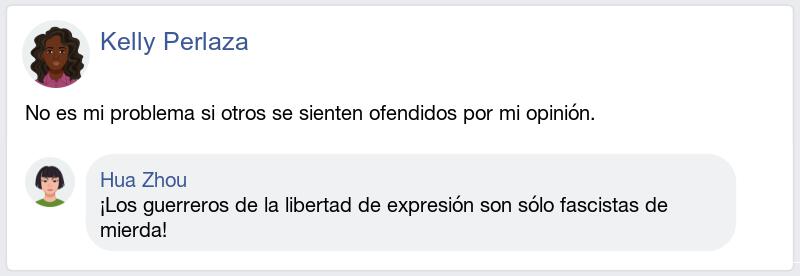 Kelly Perlaza
No es mi problema si otros se sienten ofendidos por mi opinión.
Hua Zhou
¡Los guerreros de la libertad de expresión son sólo fascistas de
mierda!